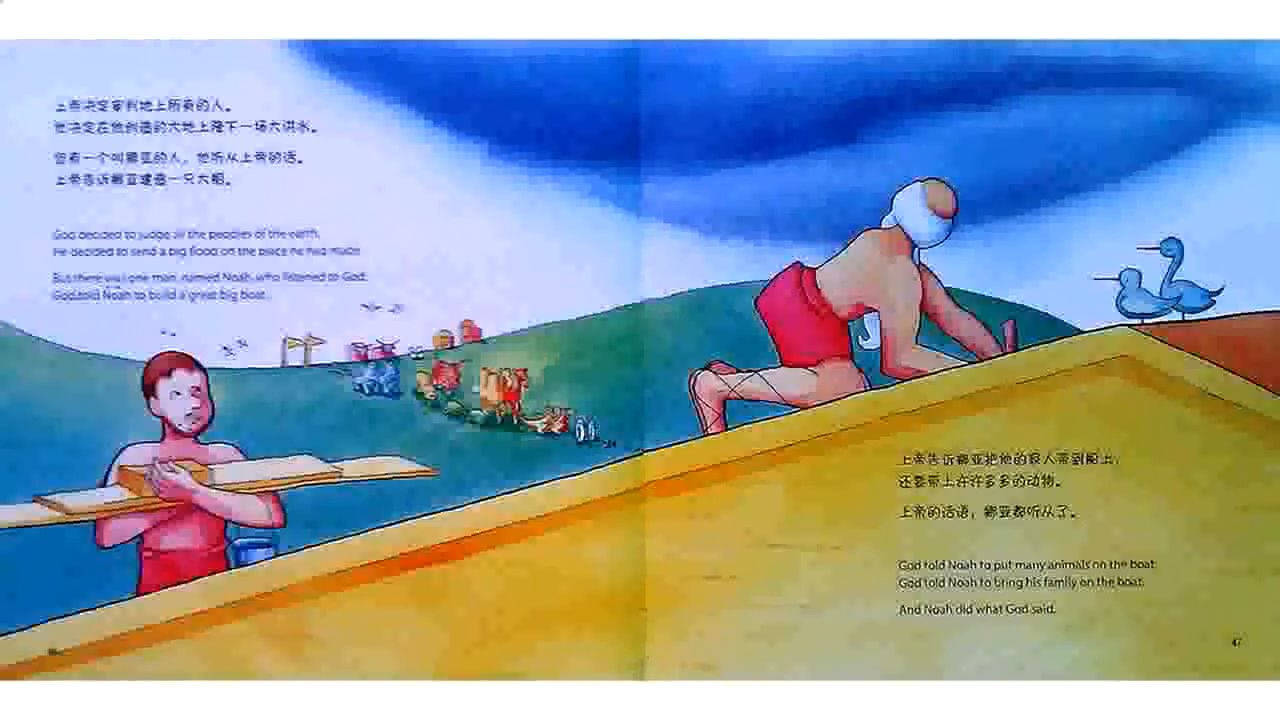 上帝决定审判地上所有的人。
他决定在他创造的大地上降下一场大洪水。
但有一个叫挪亚的人，他听从上帝的话。
上帝告诉挪亚建造一只大船。
God decided to judge all the peoples of the earth.
He decided to send a big flood on the place he had made.
But there was one man, named Noah, who listened to God.
God told Noah to build a great big boat.
上帝告诉挪亚把他的家人带到船上，
还要带上许许多多的动物。
上帝的话语，挪亚都听从了。
God told Noah to put many animals on the boat.
God told Noah to bring his family on the boat.
And Noah did what God said.
47